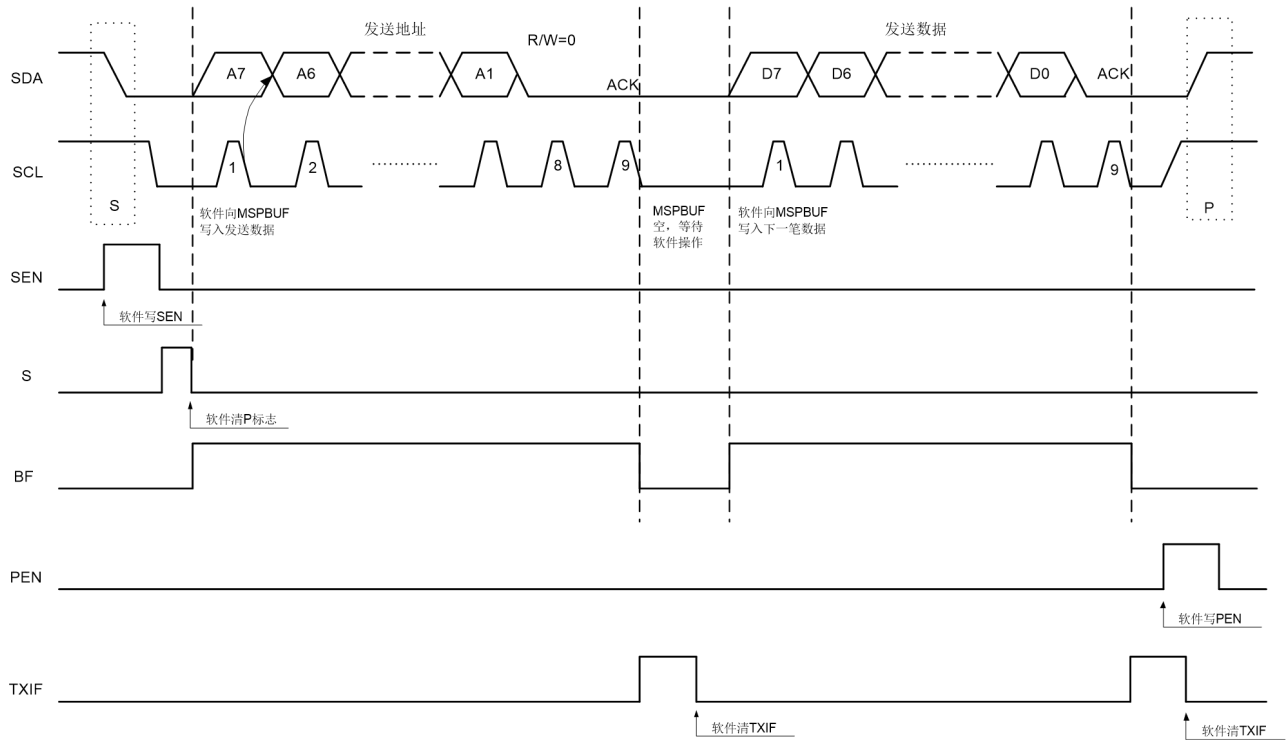 发送地址
R/W=0
发送数据
SDA
A7
A6
A1
ACK
D7
D6
D0
ACK
SCL
1
2
8
9
1
9
S
P
软件向MSPBUF
写入发送数据
MSPBUF
空，等待
软件操作
软件向MSPBUF
写入下一笔数据
SEN
软件写SEN
S
软件清P标志
BF
PEN
软件写PEN
TXIF
软件清TXIF
软件清TXIF